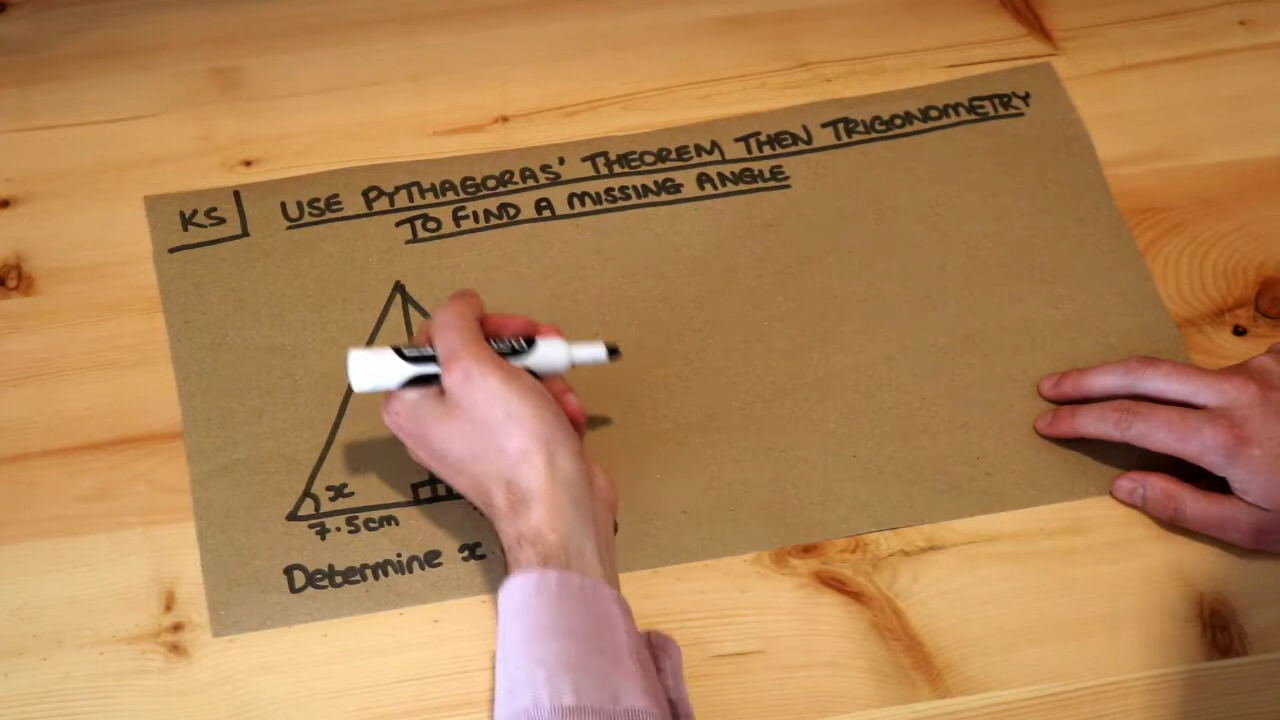 KS
USE PYTHAGORAS' THEOREM THEN TRIGONOMETRY
TO FIND A MISSING ANGLE
x
7.5cm
Determine x